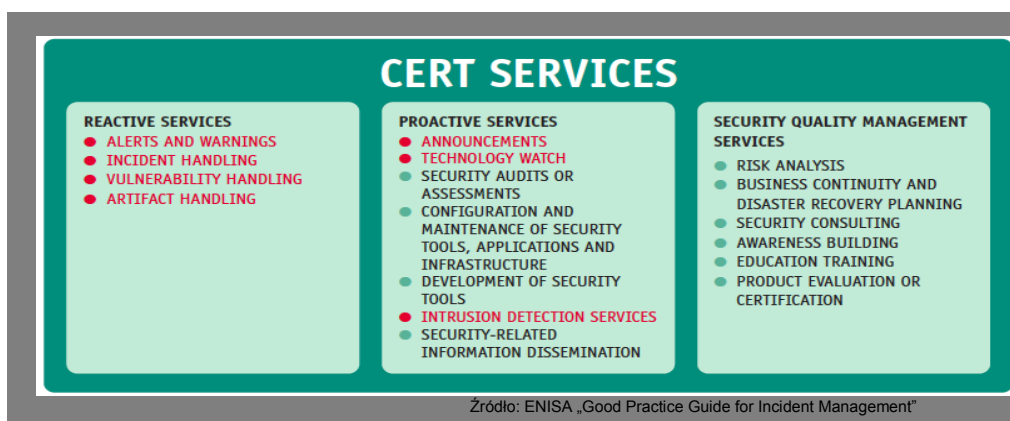 CERT SERVICES
REACTIVE SERVICES
ALERTS AND WARNINGS
INCIDENT HANDLING
VULNERABILITY HANDLING
ARTIFACT HANDLING
PROACTIVE SERVICES
ANNOUNCEMENTS
TECHNOLOGY WATCH
SECURITY AUDITS OR
ASSESSMENTS
CONFIGURATION AND
MAINTENANCE OF SECURITY
TOOLS, APPLICATIONS AND
INFRASTRUCTURE
DEVELOPMENT OF SECURITY
TOOLS
INTRUSION DETECTION SERVICES
SECURITY-RELATED
INFORMATION DISSEMINATION
SECURITY QUALITY MANAGEMENT
SERVICES
RISK ANALYSIS
BUSINESS CONTINUITY AND
DISASTER RECOVERY PLANNING
SECURITY CONSULTING
AWARENESS BUILDING
EDUCATION TRAINING
PRODUCT EVALUATION OR
CERTIFICATION
Źródło: ENISA „Good Practice Guide for Incident Management”